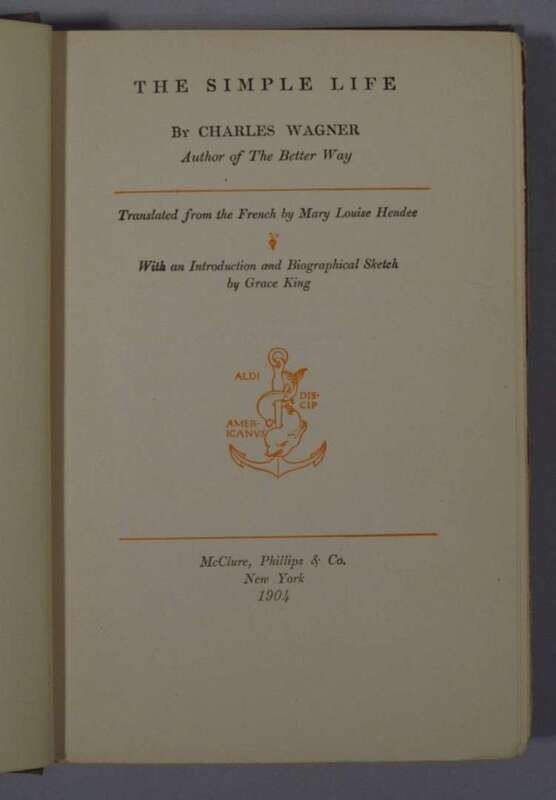 THE SIMPLE LIFE
By CHARLES WAGNER
Author of The Better Way
Translated from the French by Mary Louise Hendee
With an Introduction and Biographical Sketch
by Grace King
ALDI
DIS-
CIP
AMER-
ICANVS
McClure, Phillips & Co.
New York
1904